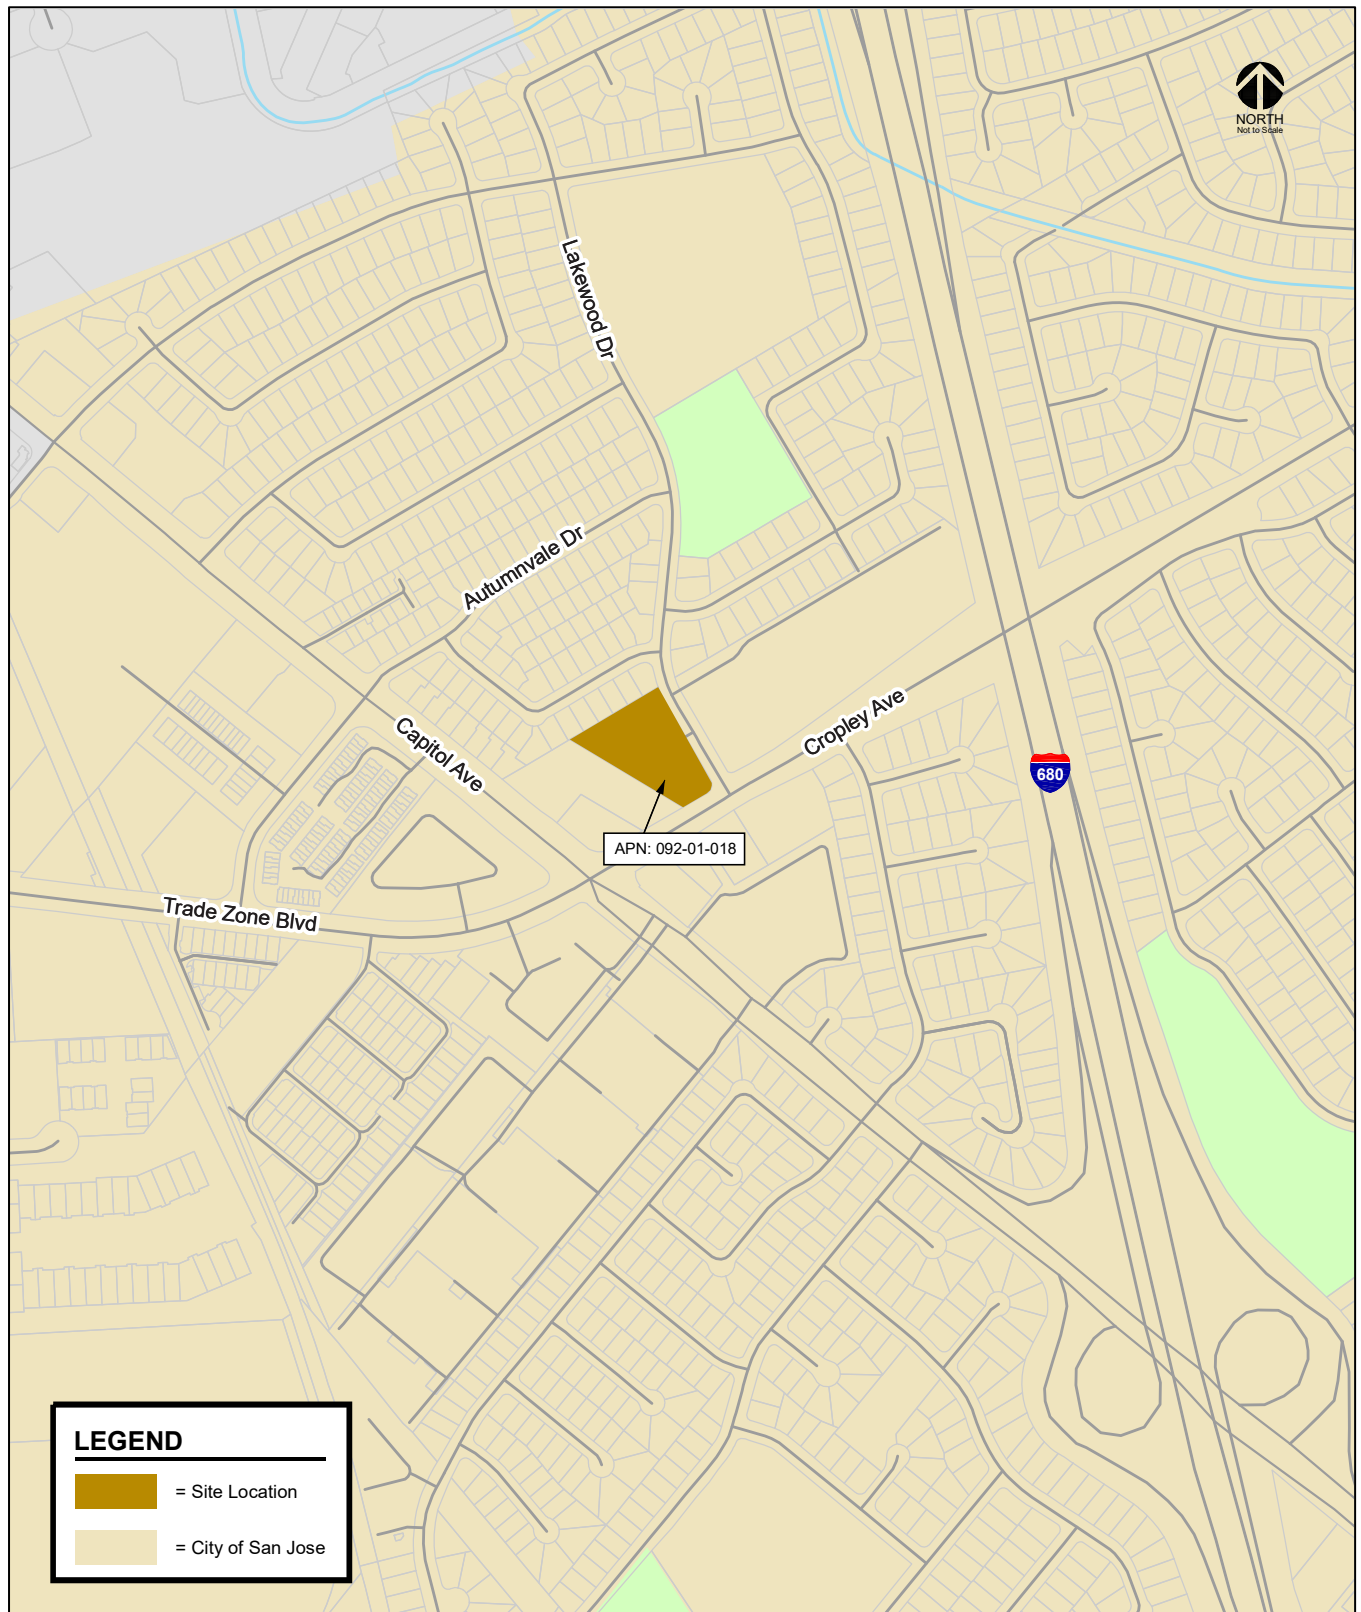 NORTH
Not to Scale
Lakewood Dr
Autumnvale Dr
Capitol Ave
Cropley Ave
680
APN: 092-01-018
Trade Zone Blvd
LEGEND
= Site Location
= City of San Jose